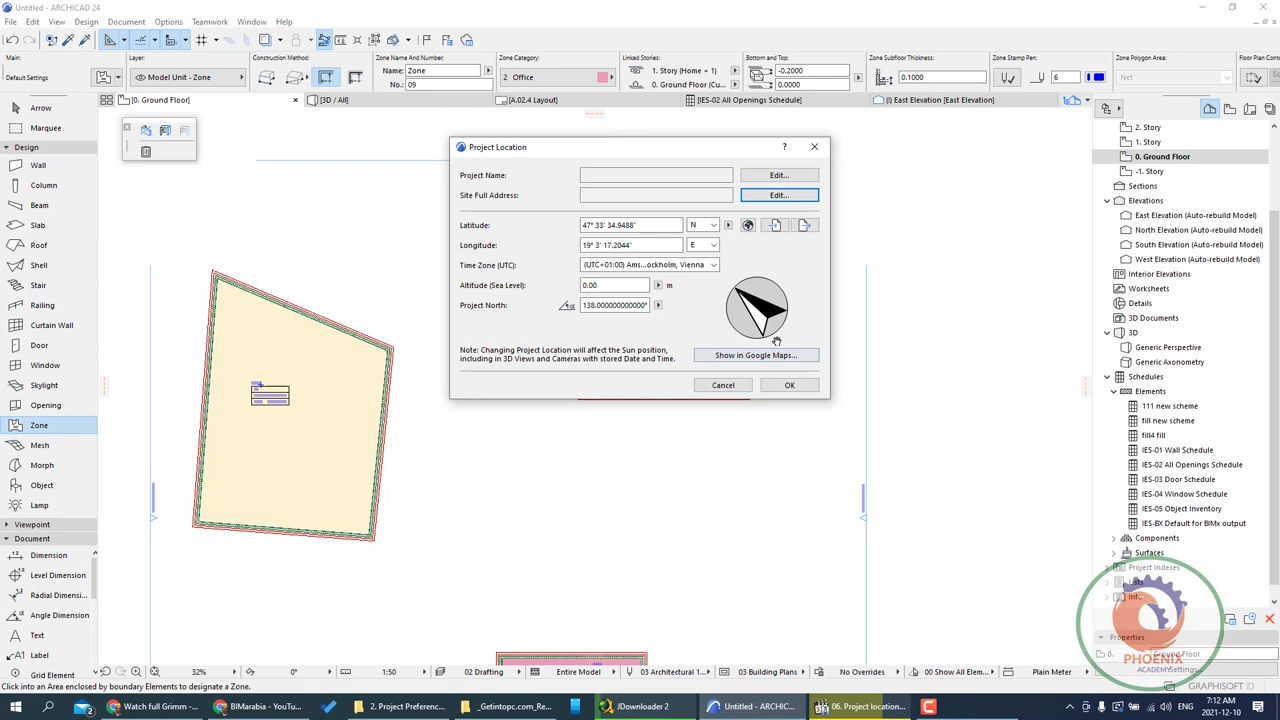 Untitled - ARCHICAD 24
File Edit View Design Document Options Teamwork Window Help
Main: Layer: Construction Method: Zone Name And Number: Zone Category: Linked Stories: Bottom and Top: Zone Subfloor Thickness: Zone Stamp Pen: Zone Polygon Area:
Default Settings
Model Unit - Zone
Name: Zone
No: 09
2 Office
1. Story (Home + 1)
0. Ground Floor (Cu...
-0.2000
0.0000
0.1000
6
Net
[0. Ground Floor]
[3D / All]
[A.02.4 Layout]
[IES-02 All Openings Schedule]
(!) East Elevation [East Elevation]
Arrow
Marquee
Design
Wall
Column
Beam
Slab
Roof
Shell
Stair
Railing
Curtain Wall
Door
Window
Skylight
Opening
Zone
Mesh
Morph
Object
Lamp
Viewpoint
Document
Dimension
Level Dimension
Radial Dimensi...
Angle Dimension
Text
Label
Grid Element
Project Location
Project Name:
Edit...
Site Full Address:
Edit...
Latitude:
47° 33' 34.9488"
N
Longitude:
19° 3' 17.2044"
E
Time Zone (UTC):
(UTC+01:00) Ams...ockholm, Vienna
Altitude (Sea Level):
0.00
m
Project North:
138.000000000000°
Note: Changing Project Location will affect the Sun position,
including in 3D Views and Cameras with stored Date and Time.
Show in Google Maps...
Cancel
OK
2. Story
1. Story
0. Ground Floor
-1. Story
Sections
Elevations
East Elevation (Auto-rebuild Model)
North Elevation (Auto-rebuild Model)
South Elevation (Auto-rebuild Model)
West Elevation (Auto-rebuild Model)
Interior Elevations
Worksheets
Details
3D Documents
3D
Generic Perspective
Generic Axonometry
Schedules
Elements
111 new scheme
fill new scheme
fill4 fill
IES-01 Wall Schedule
IES-02 All Openings Schedule
IES-03 Door Schedule
IES-04 Window Schedule
IES-05 Object Inventory
IES-BX Default for BIMx output
Components
Surfaces
Project Indexes
Lists
Info
Properties
0. Ground Floor
Settings...
PHOENIX
ACADEMY
32%
0°
1:50
03 Architectural 1...
Entire Model
03 Building Plans
No Overrides
00 Show All Elem...
Plain Meter
Click into an Area enclosed by boundary Elements to designate a Zone.
GRAPHISOFT
Watch full Grimm - ...
BIMarabia - YouTu...
2. Project Preferenc...
_Getintopc.com_Re...
JDownloader 2
Untitled - ARCHIC...
06. Project location...
7:12 AM
2021-12-10